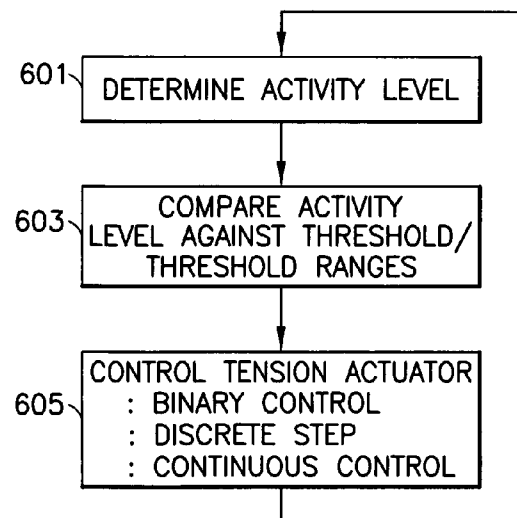 601
DETERMINE ACTIVITY LEVEL
603
COMPARE ACTIVITY
LEVEL AGAINST THRESHOLD/
THRESHOLD RANGES
605
CONTROL TENSION ACTUATOR
: BINARY CONTROL
: DISCRETE STEP
: CONTINUOUS CONTROL